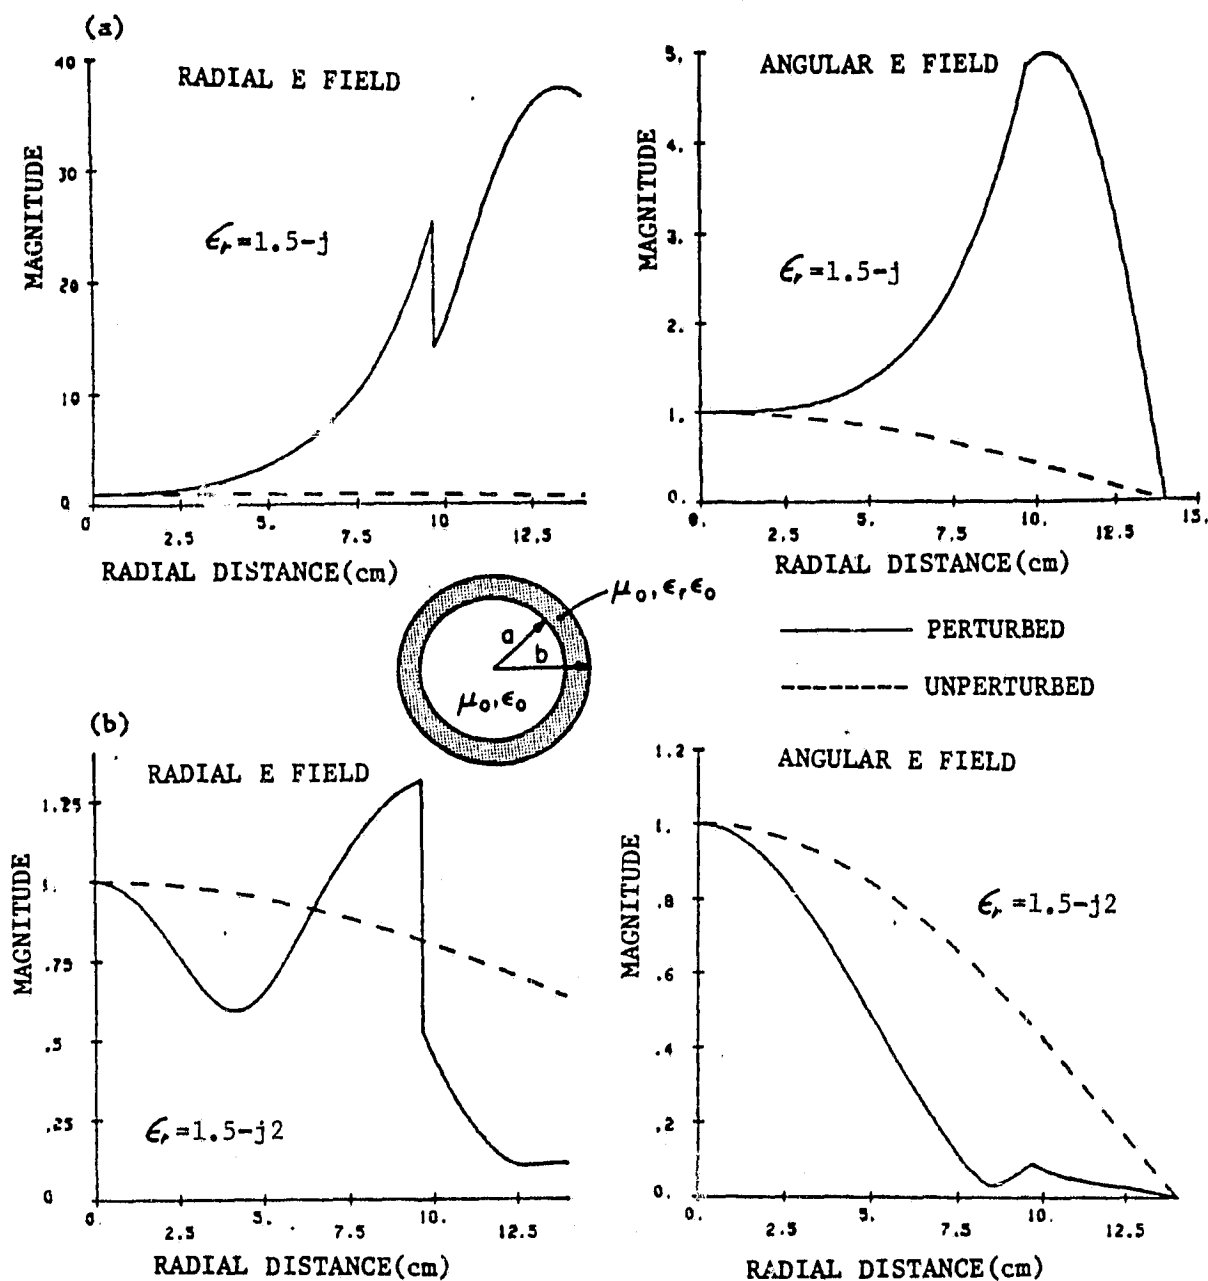 (a)
RADIAL E FIELD
MAGNITUDE
40
30
20
10
0
ϵr=1.5-j
0. 2.5 5. 7.5 10 12.5
RADIAL DISTANCE(cm)
ANGULAR E FIELD
MAGNITUDE
5.
4.
3.
2.
1.
0.
ϵr=1.5-j
0. 2.5 5. 7.5 10. 12.5 15.
RADIAL DISTANCE(cm)
μ0,ϵrϵ0
a
b
μ0,ϵ0
PERTURBED
UNPERTURBED
(b)
RADIAL E FIELD
MAGNITUDE
1.25
1.
.75
.5
.25
0
ϵr=1.5-j2
0. 2.5 5. 7.5 10. 12.5
RADIAL DISTANCE(cm)
ANGULAR E FIELD
MAGNITUDE
1.2
1.
.8
.6
.4
.2
0.
ϵr=1.5-j2
0. 2.5 5. 7.5 10. 12.5
RADIAL DISTANCE(cm)